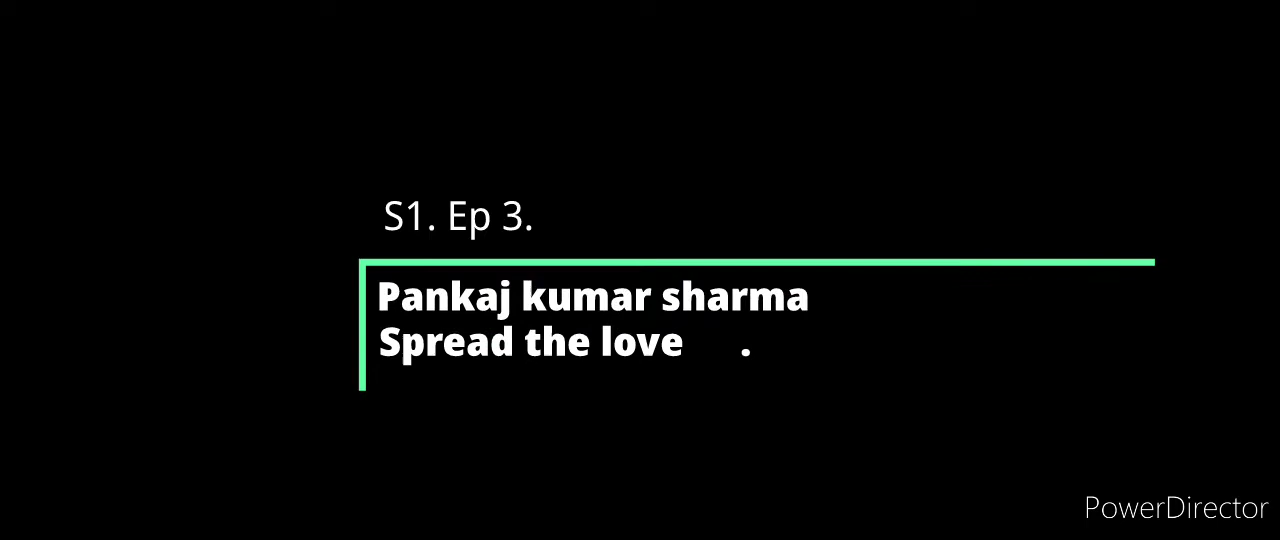 S1. Ep 3.
Pankaj kumar sharma
Spread the love .
PowerDirector